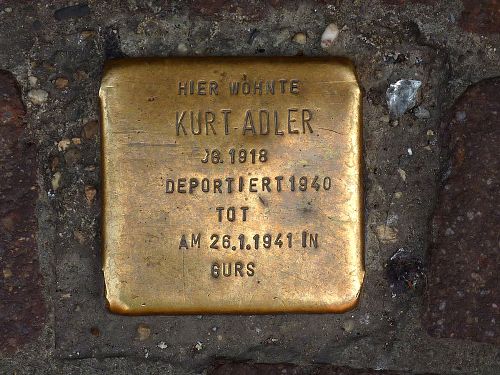 HIER WOHNTE
KURT ADLER
JG.1918
DEPORTIERT 1940
TOT
AM 26.1.1941 IN
GURS